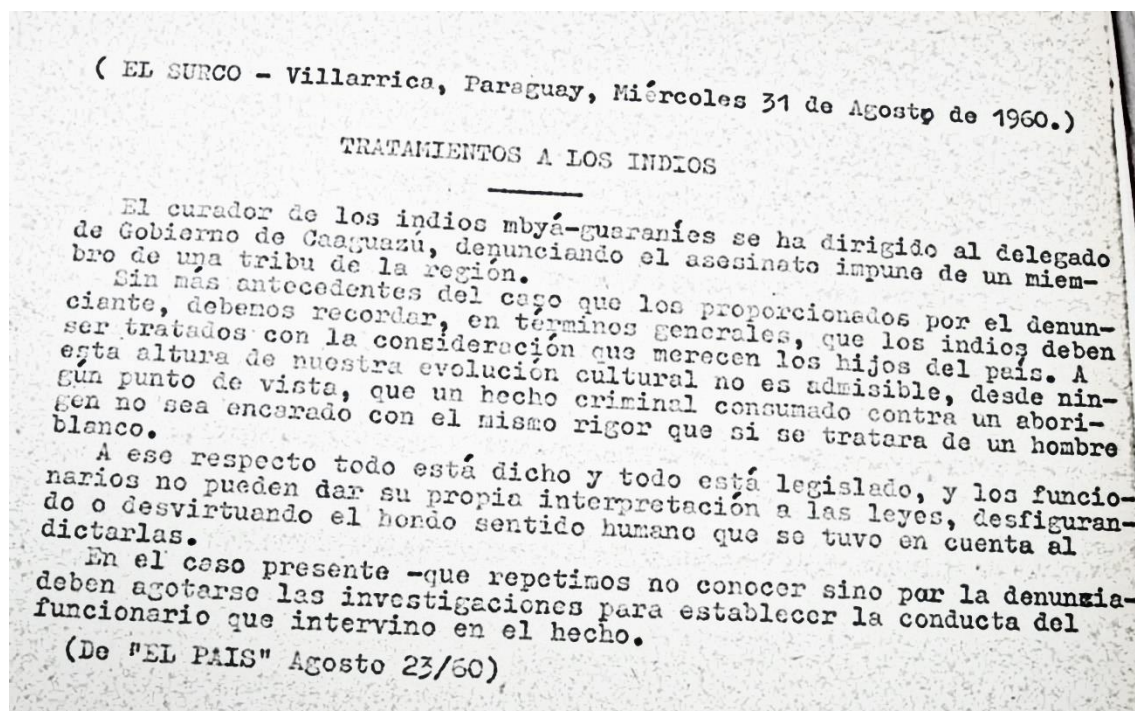 ( EL SURCO - Villarrica, Paraguay, Miércoles 31 de Agosto de 1960.)
TRATAMIENTOS A LOS INDIOS
El curador de los indios mbyá-guaraníes se ha dirigido al delegado
de Gobierno de Caaguazú, denunciando el asesinato impune de un miem-
bro de una tribu de la región.
Sin más antecedentes del caso que los proporcionados por el denun-
ciante, debemos recordar, en términos generales, que los indios deben
ser tratados con la consideración que merecen los hijos del país. A
esta altura de nuestra evolución cultural no es admisible, desde nin-
gún punto de vista, que un hecho criminal consumado contra un abori-
gen no sea encarado con el mismo rigor que si se tratara de un hombre
blanco.
A ese respecto todo está dicho y todo está legislado, y los funcio-
narios no pueden dar su propia interpretación a las leyes, desfiguran-
do o desvirtuando el hondo sentido humano que se tuvo en cuenta al
dictarlas.
En el caso presente -que repetimos no conocer sino por la denunzia-
deben agotarse las investigaciones para establecer la conducta del
funcionario que intervino en el hecho.
(De "EL PAIS" Agosto 23/60)